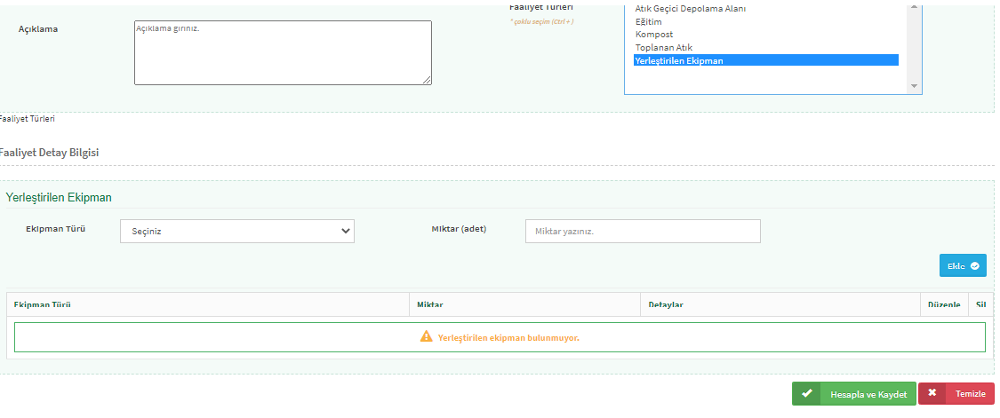 Faaliyet Türleri
* çoklu seçim (Ctrl + )
Açıklama
Açıklama giriniz.
Atık Geçici Depolama Alanı
Eğitim
Kompost
Toplanan Atık
Yerleştirilen Ekipman
Faaliyet Türleri
Faaliyet Detay Bilgisi
Yerleştirilen Ekipman
Ekipman Türü
Seçiniz
Miktar (adet)
Miktar yazınız.
Ekle
Ekipman Türü
Miktar
Detaylar
Düzenle
Sil
Yerleştirilen ekipman bulunmuyor.
Hesapla ve Kaydet
Temizle